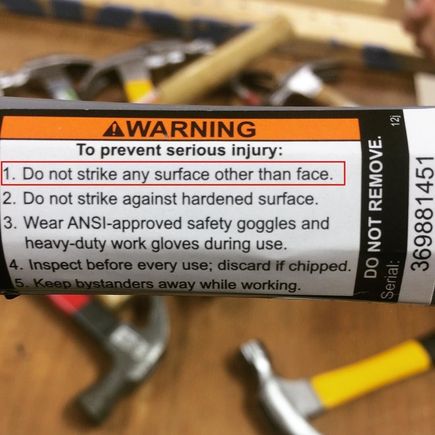 WARNING
To prevent serious injury:
1. Do not strike any surface other than face.
2. Do not strike against hardened surface.
3. Wear ANSI-approved safety goggles and
heavy-duty work gloves during use.
4. Inspect before every use; discard if chipped.
5. Keep bystanders away while working.
DO NOT REMOVE.
12j
Serial:
369881451